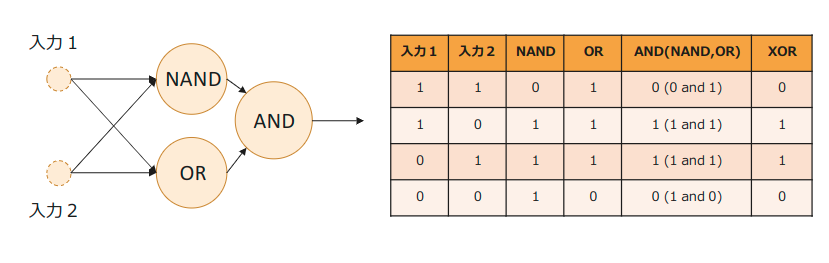 入力１
NAND
AND
OR
入力２
入力1 入力2 NAND OR AND(NAND,OR) XOR
1 1 0 1 0 (0 and 1) 0
1 0 1 1 1 (1 and 1) 1
0 1 1 1 1 (1 and 1) 1
0 0 1 0 0 (1 and 0) 0